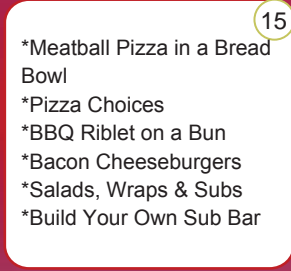 15
*Meatball Pizza in a Bread
Bowl
*Pizza Choices
*BBQ Riblet on a Bun
*Bacon Cheeseburgers
*Salads, Wraps & Subs
*Build Your Own Sub Bar